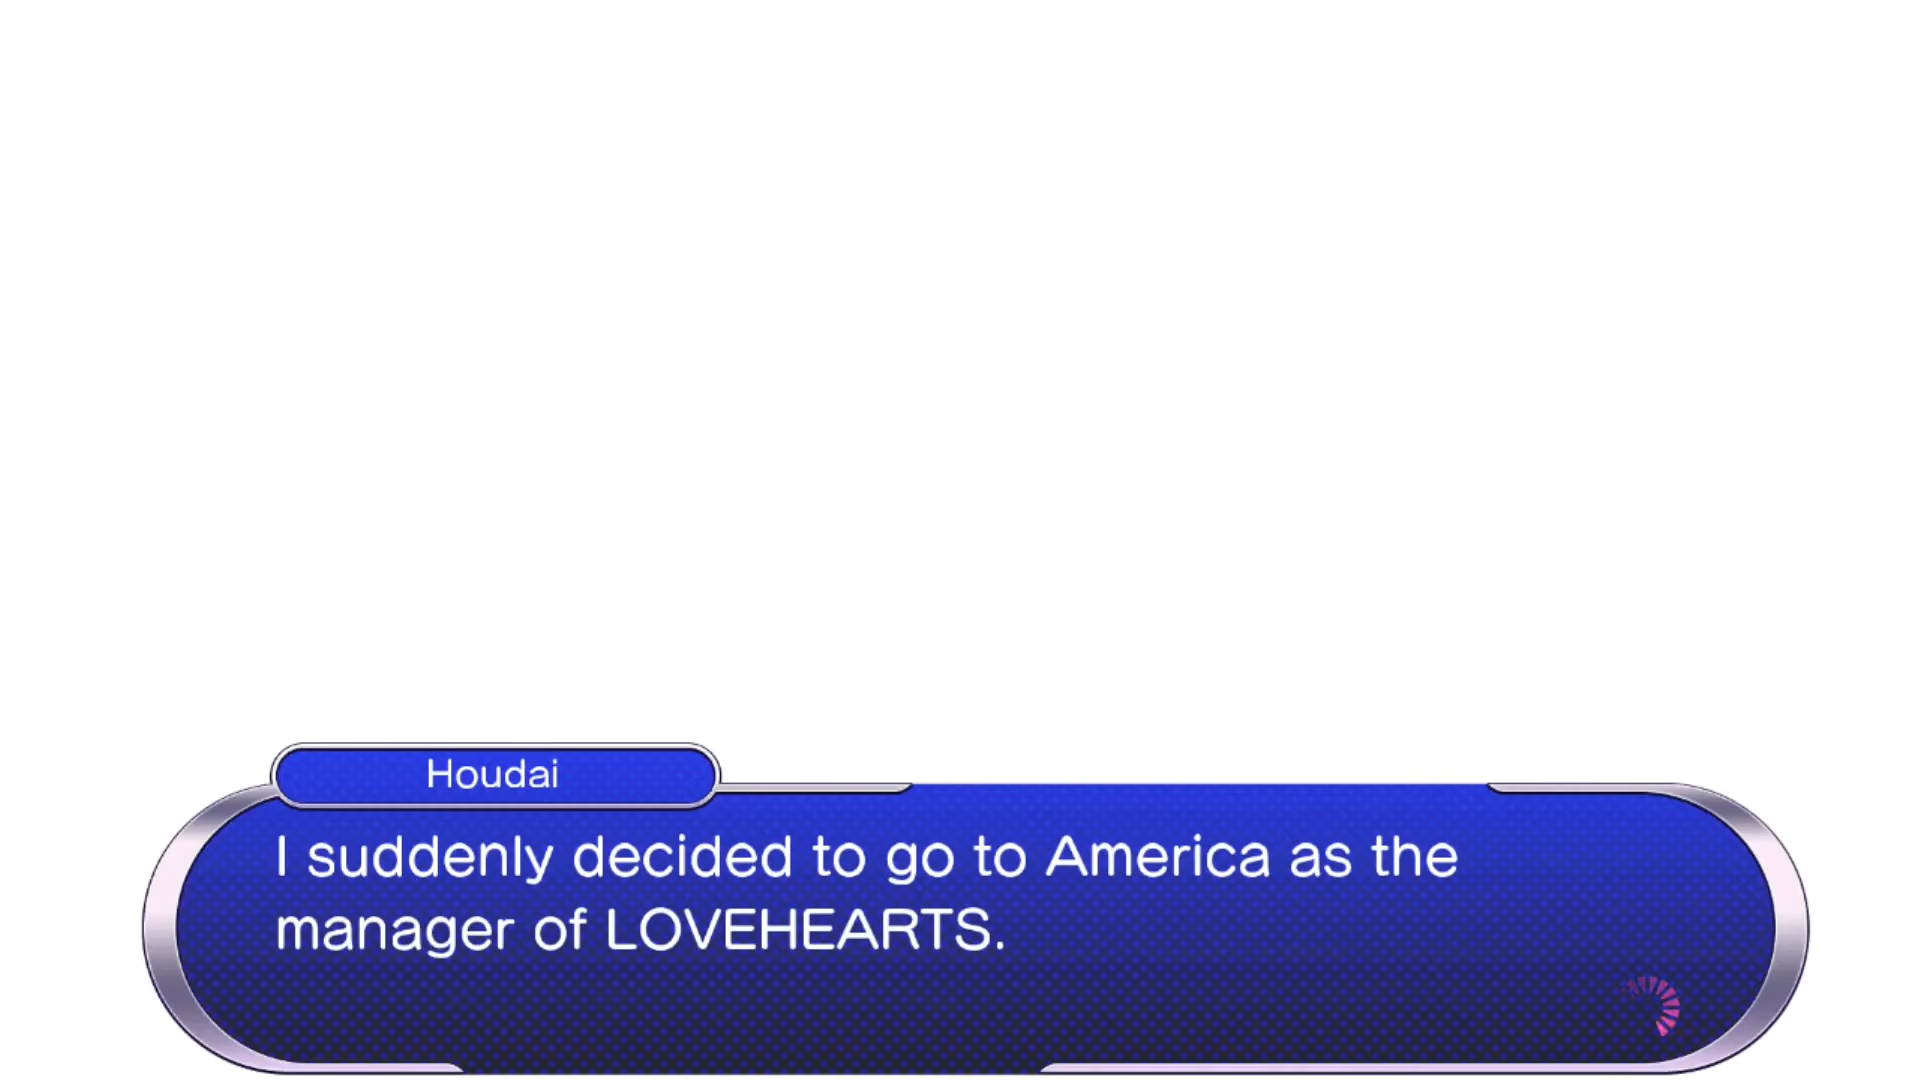 Houdai
I suddenly decided to go to America as the
manager of LOVEHEARTS.